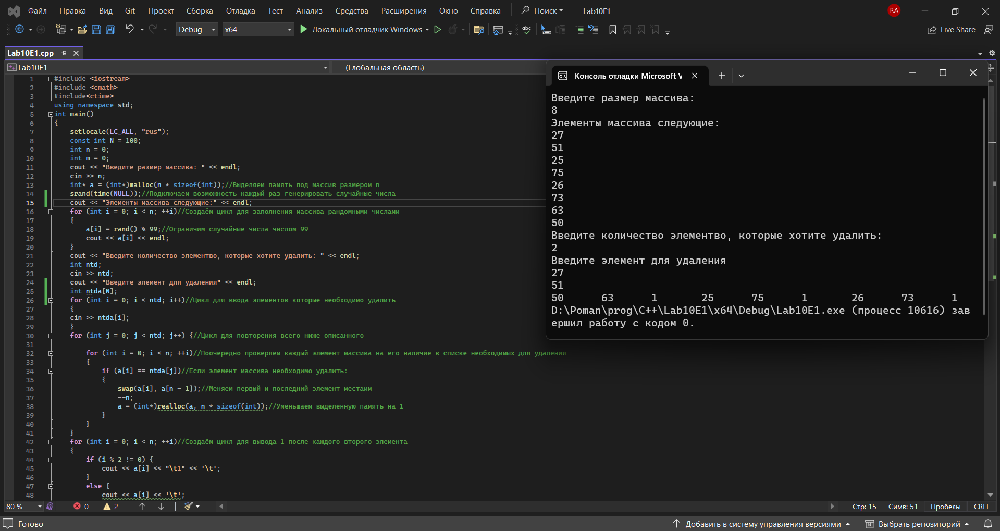 Файл Правка Вид Git Проект Сборка Отладка Тест Анализ Средства Расширения Окно Справка Поиск Lab10E1 RA
Debug x64 Локальный отладчик Windows abc Live Share
Lab10E1.cpp
Lab10E1 (Глобальная область)
1 #include <iostream>
2 #include <cmath>
3 #include<ctime>
4 using namespace std;
5 int main()
6 {
7 setlocale(LC_ALL, "rus");
8 const int N = 100;
9 int n = 0;
10 int m = 0;
11 cout << "Введите размер массива: " << endl;
12 cin >> n;
13 int* a = (int*)malloc(n * sizeof(int));//Выделяем память под массив размером n
14 srand(time(NULL));//Подключаем возможность каждый раз генерировать случайные числа
15 cout << "Элементы массива следующие:" << endl;
16 for (int i = 0; i < n; ++i)//Создаём цикл для заполнения массива рандомными числами
17 {
18 a[i] = rand() % 99;//Ограничим случайные числа числом 99
19 cout << a[i] << endl;
20 }
21 cout << "Введите количество элементво, которые хотите удалить: " << endl;
22 int ntd;
23 cin >> ntd;
24 cout << "Введите элемент для удаления" << endl;
25 int ntda[N];
26 for (int i = 0; i < ntd; i++)//Цикл для ввода элементов которые необходимо удалить
27 {
28 cin >> ntda[i];
29 }
30 for (int j = 0; j < ntd; j++) {//Цикл для повторения всего ниже описанного
31
32 for (int i = 0; i < n; ++i)//Поочередно проверяем каждый элемент массива на его наличие в списке необходимых для удаления
33 {
34 if (a[i] == ntda[j])//Если элемент массива необходимо удалить:
35 {
36 swap(a[i], a[n - 1]);//Меняем первый и последний элемент местаим
37 --n;
38 a = (int*)realloc(a, n * sizeof(int));//Уменьшаем выделенную память на 1
39 }
40 }
41 }
42 for (int i = 0; i < n; ++i)//Создаём цикл для вывода 1 после каждого второго элемента
43 {
44 if (i % 2 != 0) {
45 cout << a[i] << "\t1" << '\t';
46 }
47 else {
48 cout << a[i] << '\t';
Консоль отладки Microsoft V
Введите размер массива:
8
Элементы массива следующие:
27
51
25
75
26
73
63
50
Введите количество элементво, которые хотите удалить:
2
Введите элемент для удаления
27
51
50 63 1 25 75 1 26 73 1
D:\Poman\prog\C++\Lab10E1\x64\Debug\Lab10E1.exe (процесс 10616) зав
ершил работу с кодом 0.
80 % 0 2 Стр: 15 Симв: 51 Пробелы CRLF
Готово Добавить в систему управления версиями Выбрать репозиторий